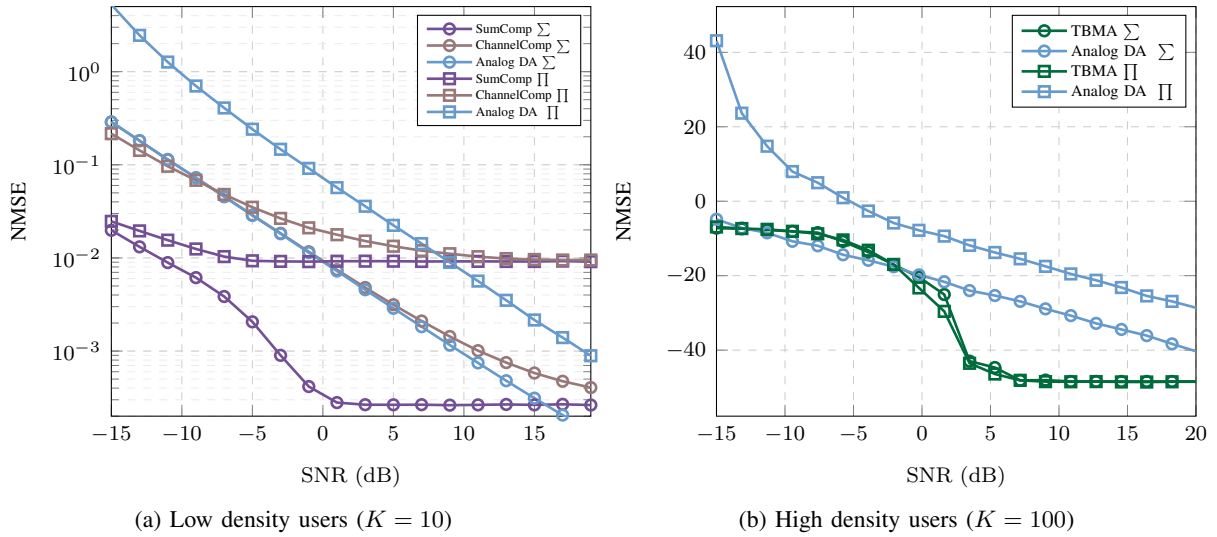 SumComp ∑
ChannelComp ∑
Analog DA ∑
SumComp ∏
ChannelComp ∏
Analog DA ∏
10^0
10^−1
10^−2
10^−3
NMSE
−15 −10 −5 0 5 10 15
SNR (dB)
(a) Low density users (K = 10)
TBMA ∑
Analog DA ∑
TBMA ∏
Analog DA ∏
40
20
0
−20
−40
NMSE
−15 −10 −5 0 5 10 15 20
SNR (dB)
(b) High density users (K = 100)